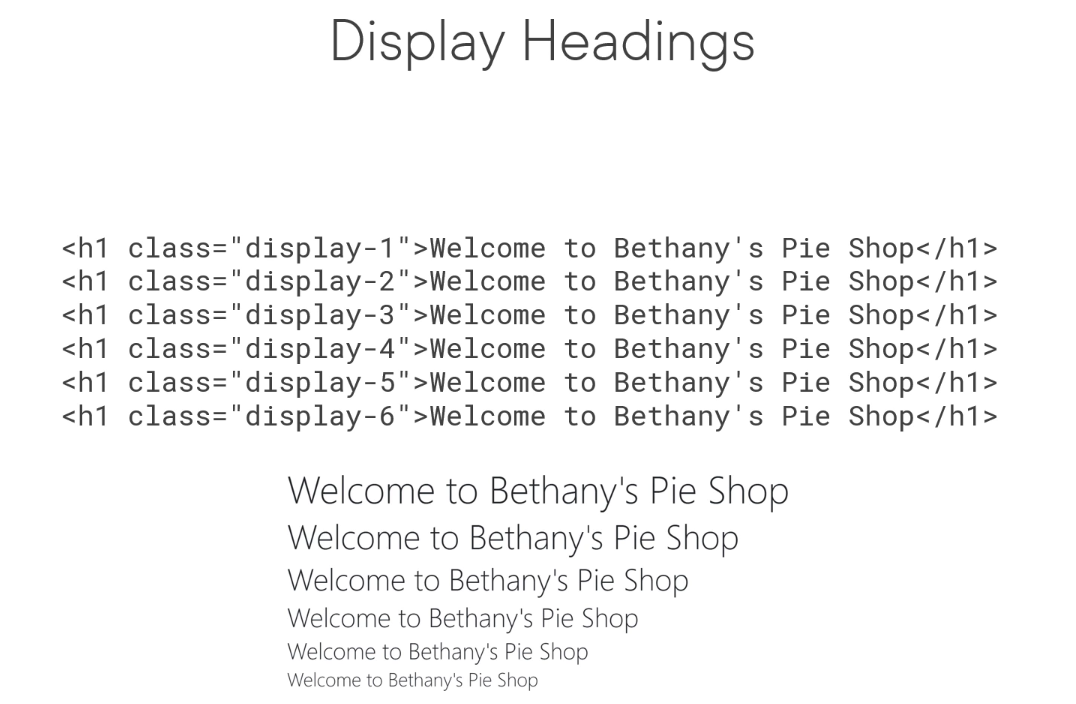 Display Headings
<h1 class="display-1">Welcome to Bethany's Pie Shop</h1>
<h1 class="display-2">Welcome to Bethany's Pie Shop</h1>
<h1 class="display-3">Welcome to Bethany's Pie Shop</h1>
<h1 class="display-4">Welcome to Bethany's Pie Shop</h1>
<h1 class="display-5">Welcome to Bethany's Pie Shop</h1>
<h1 class="display-6">Welcome to Bethany's Pie Shop</h1>
Welcome to Bethany's Pie Shop
Welcome to Bethany's Pie Shop
Welcome to Bethany's Pie Shop
Welcome to Bethany's Pie Shop
Welcome to Bethany's Pie Shop
Welcome to Bethany's Pie Shop